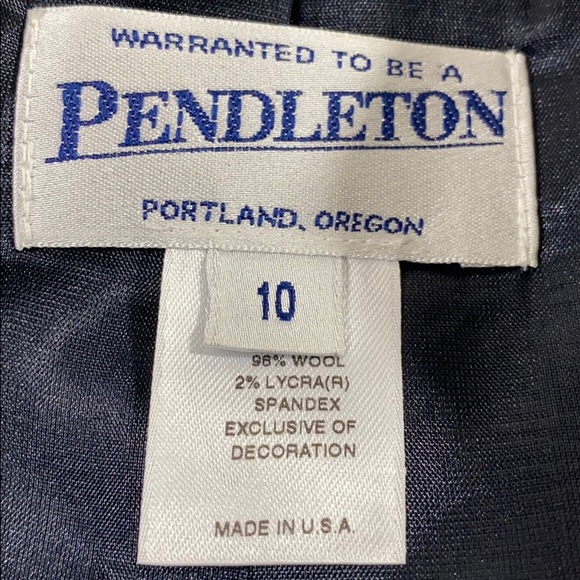 WARRANTED TO BE A
PENDLETON
PORTLAND, OREGON
10
98% WOOL
2% LYCRA(R)
SPANDEX
EXCLUSIVE OF
DECORATION
MADE IN U.S.A.